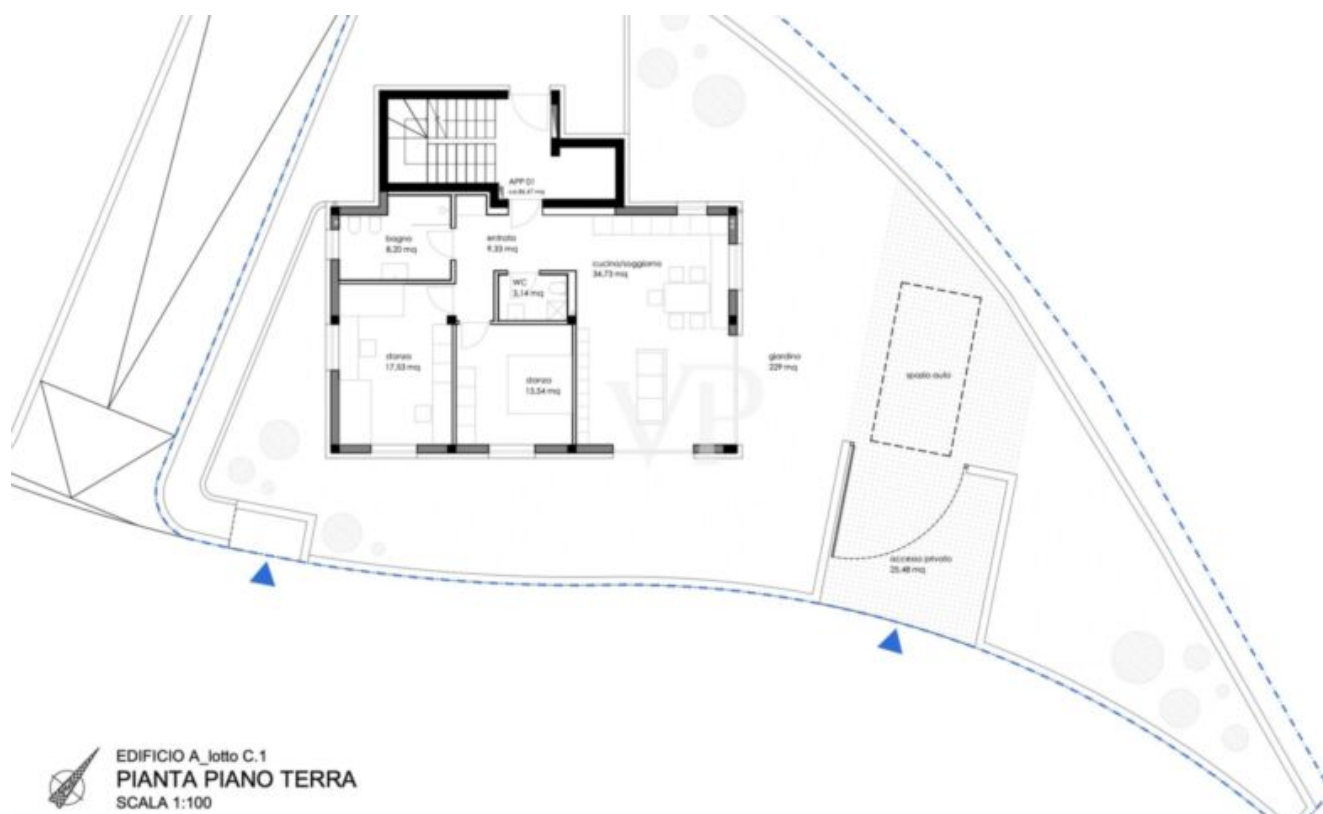 APP 01
bagno
8,20 mq
entrata
9,33 mq
cucina/soggiorno
34,73 mq
WC
3,14 mq
stanza
17,53 mq
stanza
13,54 mq
giardino
229 mq
spazio auto
VP
accesso privato
25,48 mq
EDIFICIO A_lotto C.1
PIANTA PIANO TERRA
SCALA 1:100